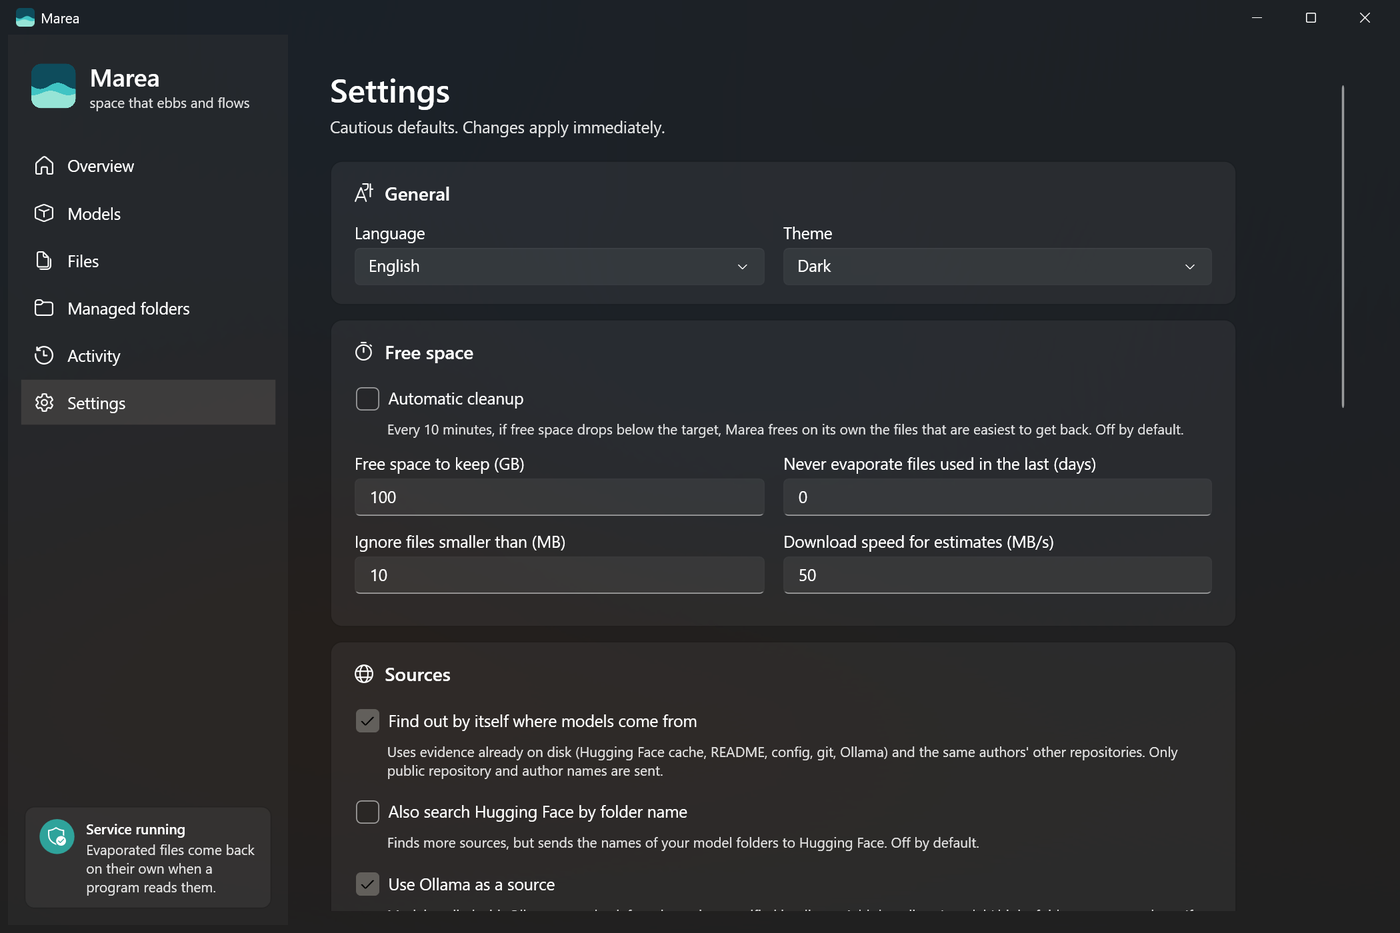 Marea
Marea
space that ebbs and flows
Overview
Models
Files
Managed folders
Activity
Settings
Service running
Evaporated files come back
on their own when a
program reads them.
Settings
Cautious defaults. Changes apply immediately.
General
Language
Theme
English
Dark
Free space
Automatic cleanup
Every 10 minutes, if free space drops below the target, Marea frees on its own the files that are easiest to get back. Off by default.
Free space to keep (GB)
Never evaporate files used in the last (days)
100
0
Ignore files smaller than (MB)
Download speed for estimates (MB/s)
10
50
Sources
Find out by itself where models come from
Uses evidence already on disk (Hugging Face cache, README, config, git, Ollama) and the same authors' other repositories. Only
public repository and author names are sent.
Also search Hugging Face by folder name
Finds more sources, but sends the names of your model folders to Hugging Face. Off by default.
Use Ollama as a source